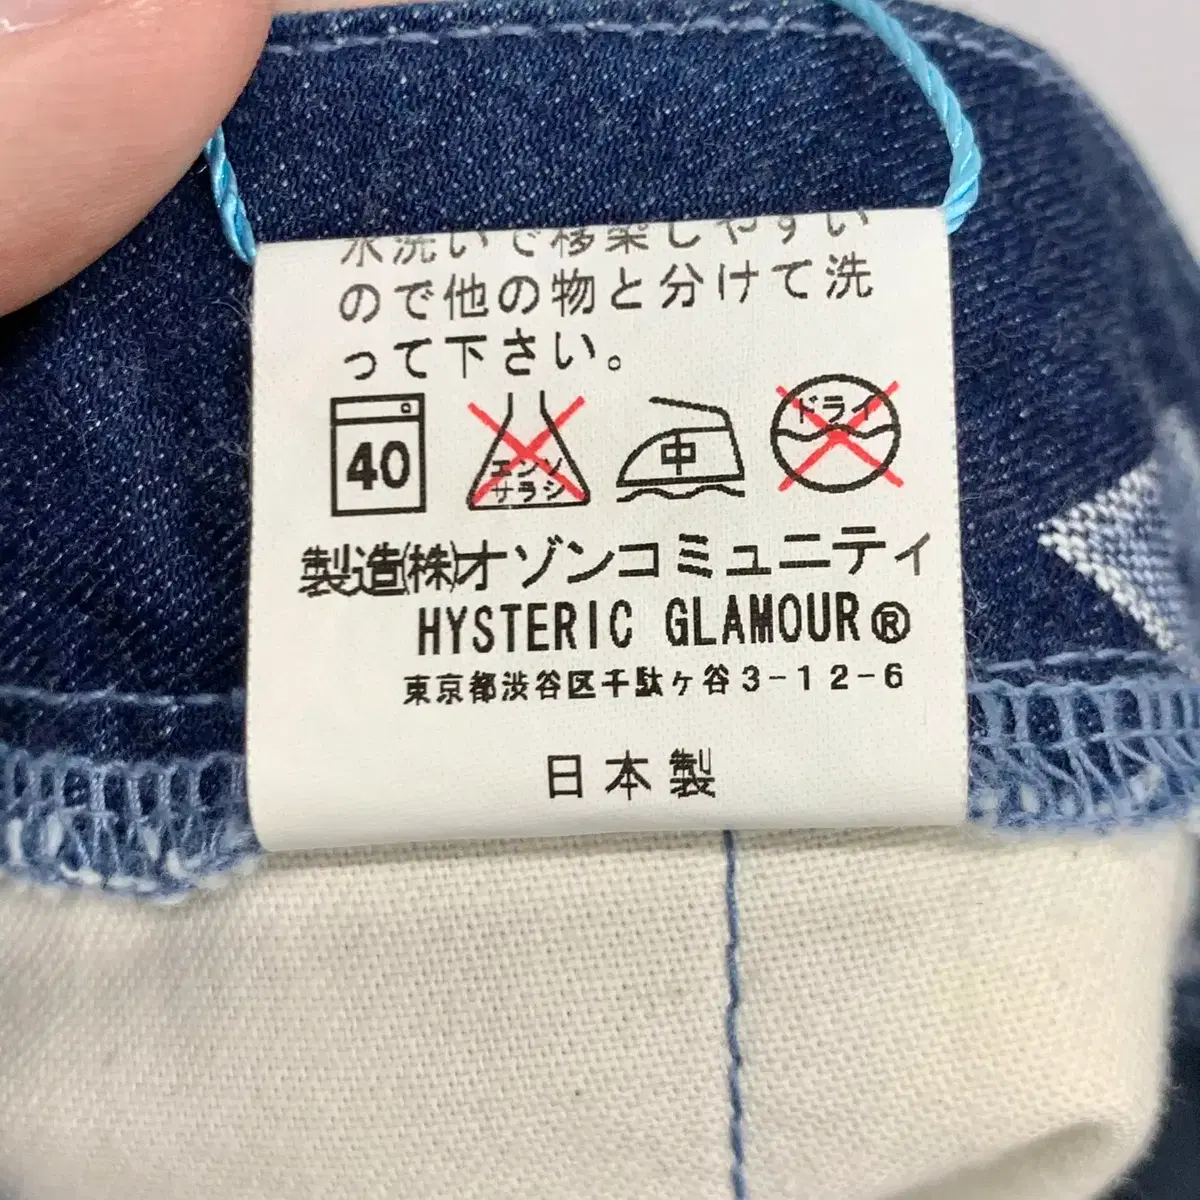 水洗いで移染しやすい
ので他の物と分けて洗
って下さい。
40
エンソ
サラシ
中
ドライ
製造㈱オゾンコミュニティ
HYSTERIC GLAMOUR®
東京都渋谷区千駄ヶ谷3-12-6
日本製